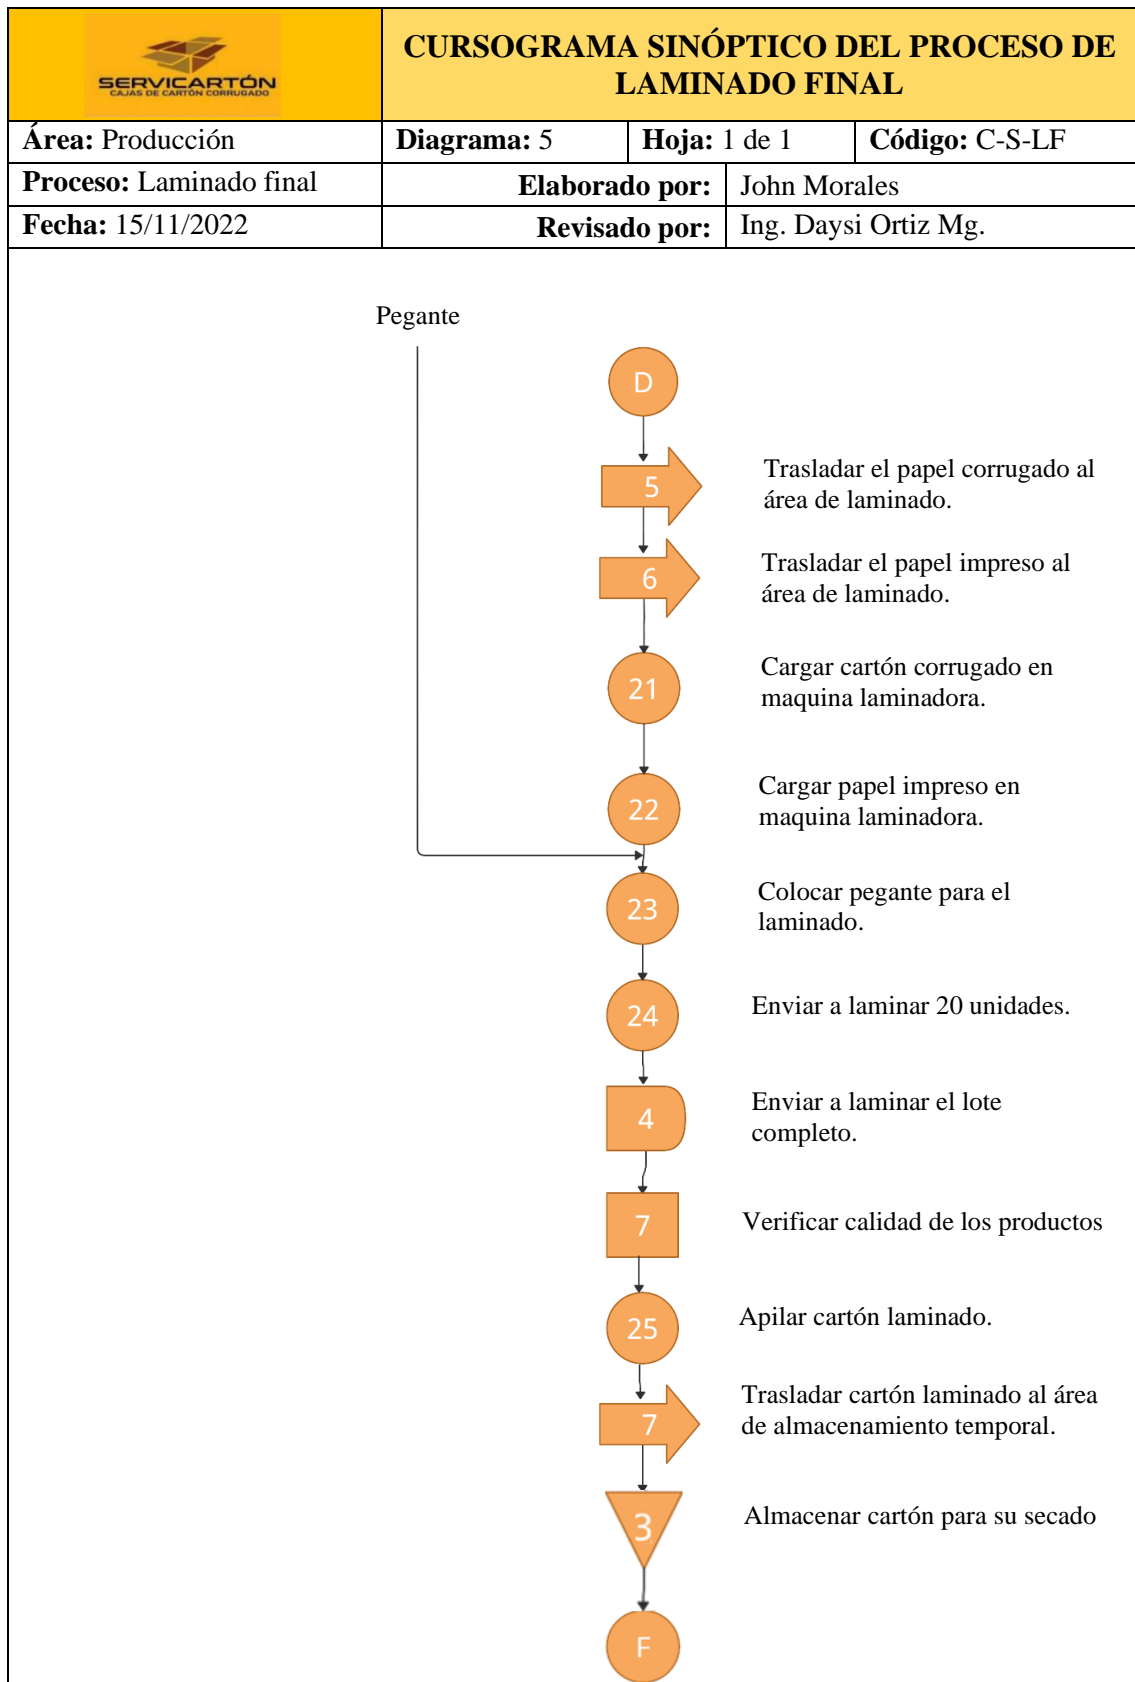 SERVICARTÓN
CAJAS DE CARTÓN CORRUGADO
CURSOGRAMA SINÓPTICO DEL PROCESO DE
LAMINADO FINAL
Área: Producción
Diagrama: 5
Hoja: 1 de 1
Código: C-S-LF
Proceso: Laminado final
Elaborado por:
John Morales
Fecha: 15/11/2022
Revisado por:
Ing. Daysi Ortiz Mg.
Pegante
D
5
Trasladar el papel corrugado al
área de laminado.
6
Trasladar el papel impreso al
área de laminado.
21
Cargar cartón corrugado en
maquina laminadora.
22
Cargar papel impreso en
maquina laminadora.
23
Colocar pegante para el
laminado.
24
Enviar a laminar 20 unidades.
4
Enviar a laminar el lote
completo.
7
Verificar calidad de los productos
25
Apilar cartón laminado.
7
Trasladar cartón laminado al área
de almacenamiento temporal.
3
Almacenar cartón para su secado
F